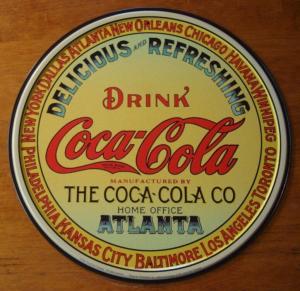 NEW YORK DALLAS ATLANTA NEW ORLEANS CHICAGO HAVANA WINNIPEG
DELICIOUS AND REFRESHING
DRINK
Coca-Cola
MANUFACTURED BY
THE COCA-COLA CO
HOME OFFICE
ATLANTA
PHILADELPHIA KANSAS CITY BALTIMORE LOS ANGELES TORONTO